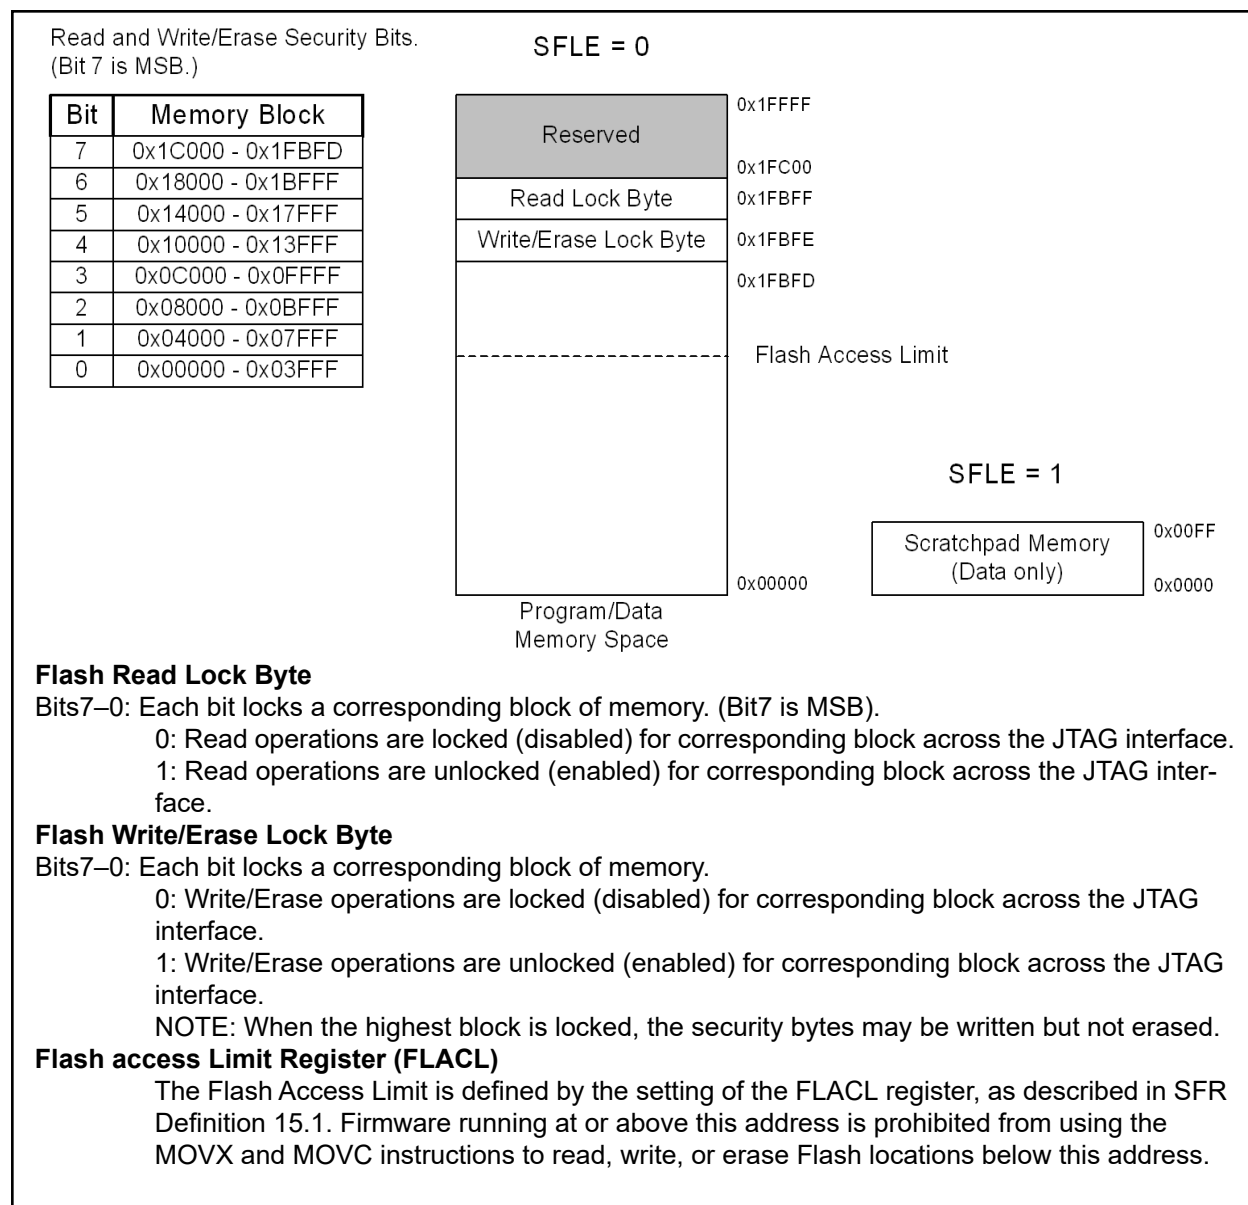 Read and Write/Erase Security Bits.
(Bit 7 is MSB.)
SFLE = 0
Bit Memory Block
7 0x1C000 - 0x1FBFD
6 0x18000 - 0x1BFFF
5 0x14000 - 0x17FFF
4 0x10000 - 0x13FFF
3 0x0C000 - 0x0FFFF
2 0x08000 - 0x0BFFF
1 0x04000 - 0x07FFF
0 0x00000 - 0x03FFF
0x1FFFF
Reserved
0x1FC00
Read Lock Byte 0x1FBFF
Write/Erase Lock Byte 0x1FBFE
0x1FBFD
Flash Access Limit
0x00000
Program/Data
Memory Space
SFLE = 1
Scratchpad Memory
(Data only)
0x00FF
0x0000
Flash Read Lock Byte
Bits7–0: Each bit locks a corresponding block of memory. (Bit7 is MSB).
0: Read operations are locked (disabled) for corresponding block across the JTAG interface.
1: Read operations are unlocked (enabled) for corresponding block across the JTAG inter-
face.
Flash Write/Erase Lock Byte
Bits7–0: Each bit locks a corresponding block of memory.
0: Write/Erase operations are locked (disabled) for corresponding block across the JTAG
interface.
1: Write/Erase operations are unlocked (enabled) for corresponding block across the JTAG
interface.
NOTE: When the highest block is locked, the security bytes may be written but not erased.
Flash access Limit Register (FLACL)
The Flash Access Limit is defined by the setting of the FLACL register, as described in SFR
Definition 15.1. Firmware running at or above this address is prohibited from using the
MOVX and MOVC instructions to read, write, or erase Flash locations below this address.